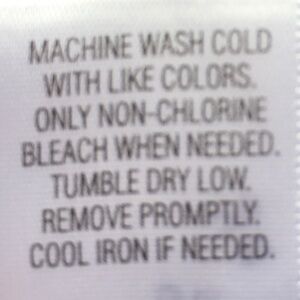 MACHINE WASH COLD
WITH LIKE COLORS.
ONLY NON-CHLORINE
BLEACH WHEN NEEDED.
TUMBLE DRY LOW.
REMOVE PROMPTLY.
COOL IRON IF NEEDED.